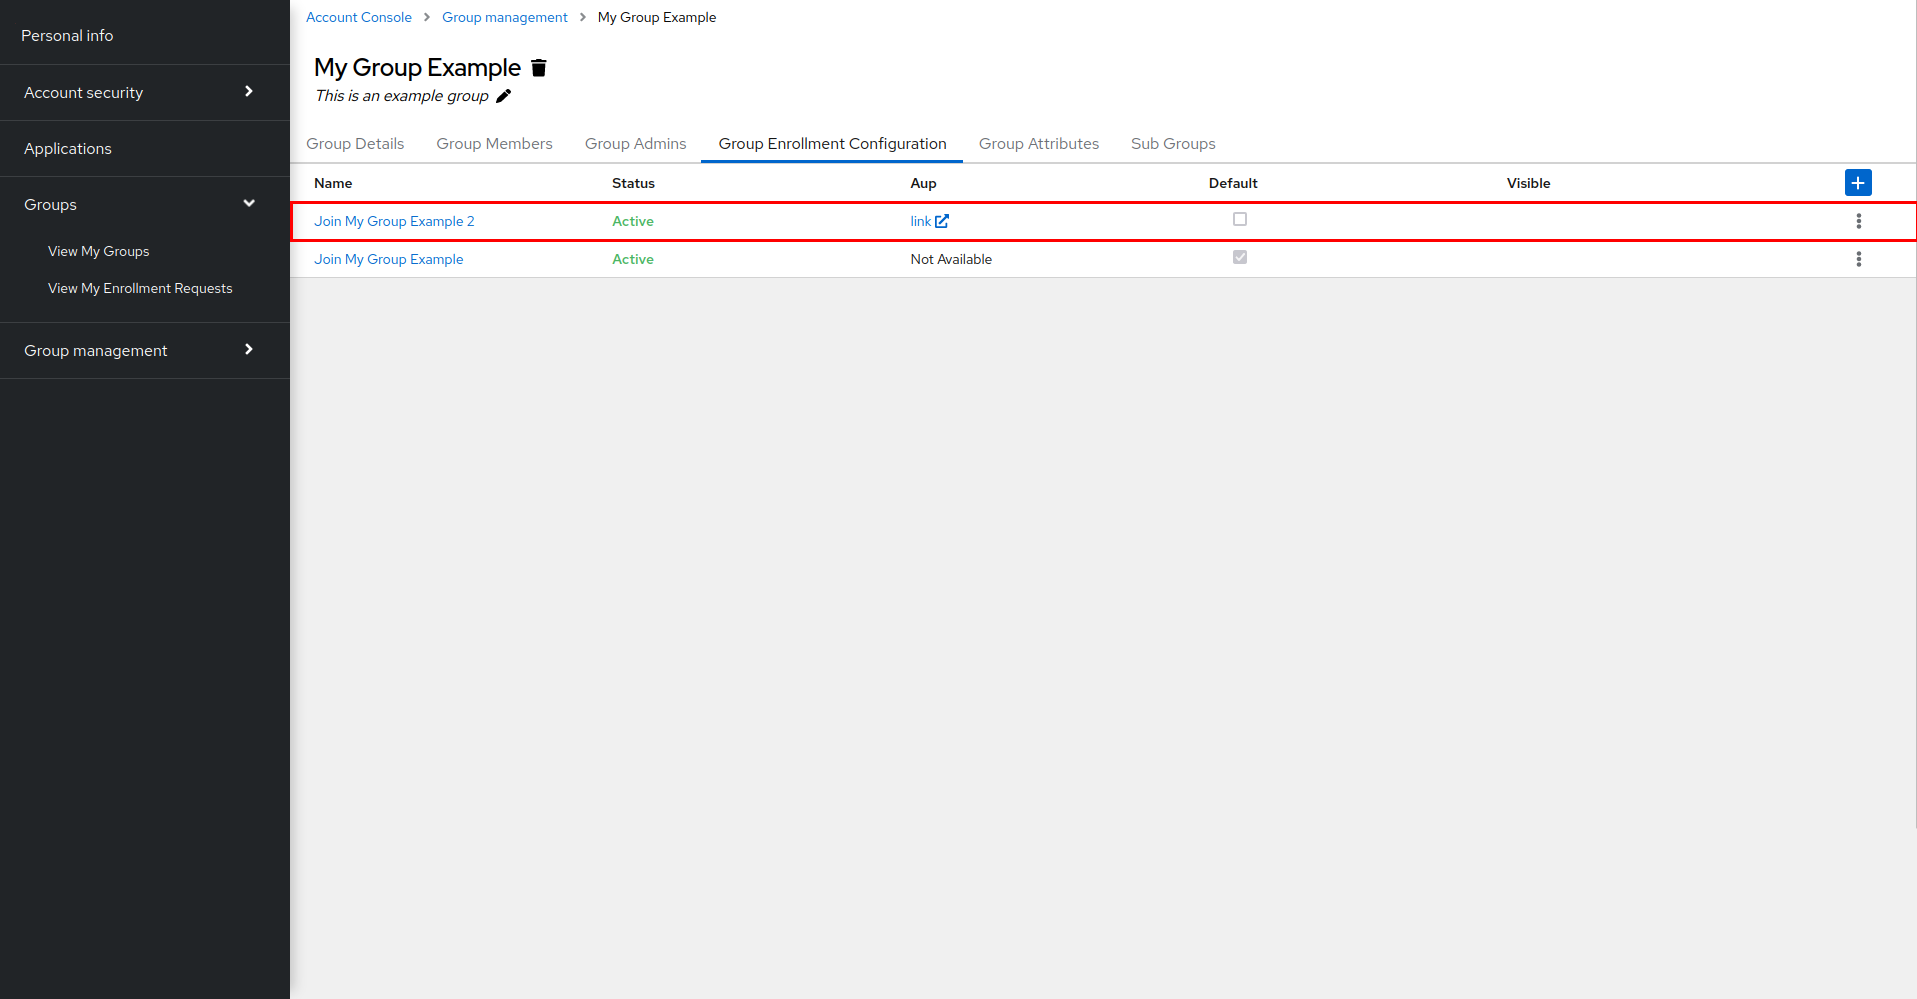 Personal info
Account security
Applications
Groups
View My Groups
View My Enrollment Requests
Group management
Account Console > Group management > My Group Example
My Group Example
This is an example group
Group Details Group Members Group Admins Group Enrollment Configuration Group Attributes Sub Groups
Name Status Aup Default Visible
Join My Group Example 2 Active link
Join My Group Example Active Not Available